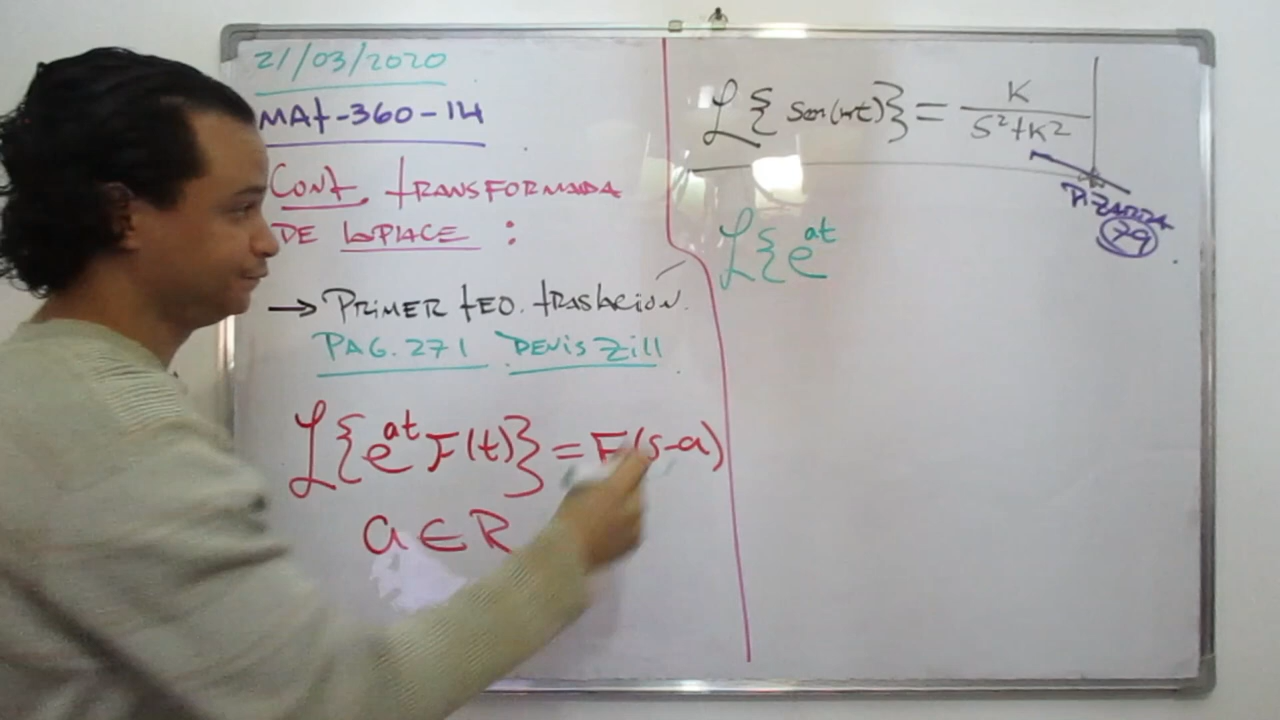 21/03/2020
MAt-360-14
Cont. transformada
DE laplace :
→ Primer teo. traslacion.
PAG. 271 Denis Zill
ℒ{e^at F(t)} = F(s-a)
a ∈ R
ℒ{sen(kt)} = K / (S²+K²)
Pizarra
79
ℒ{e^at